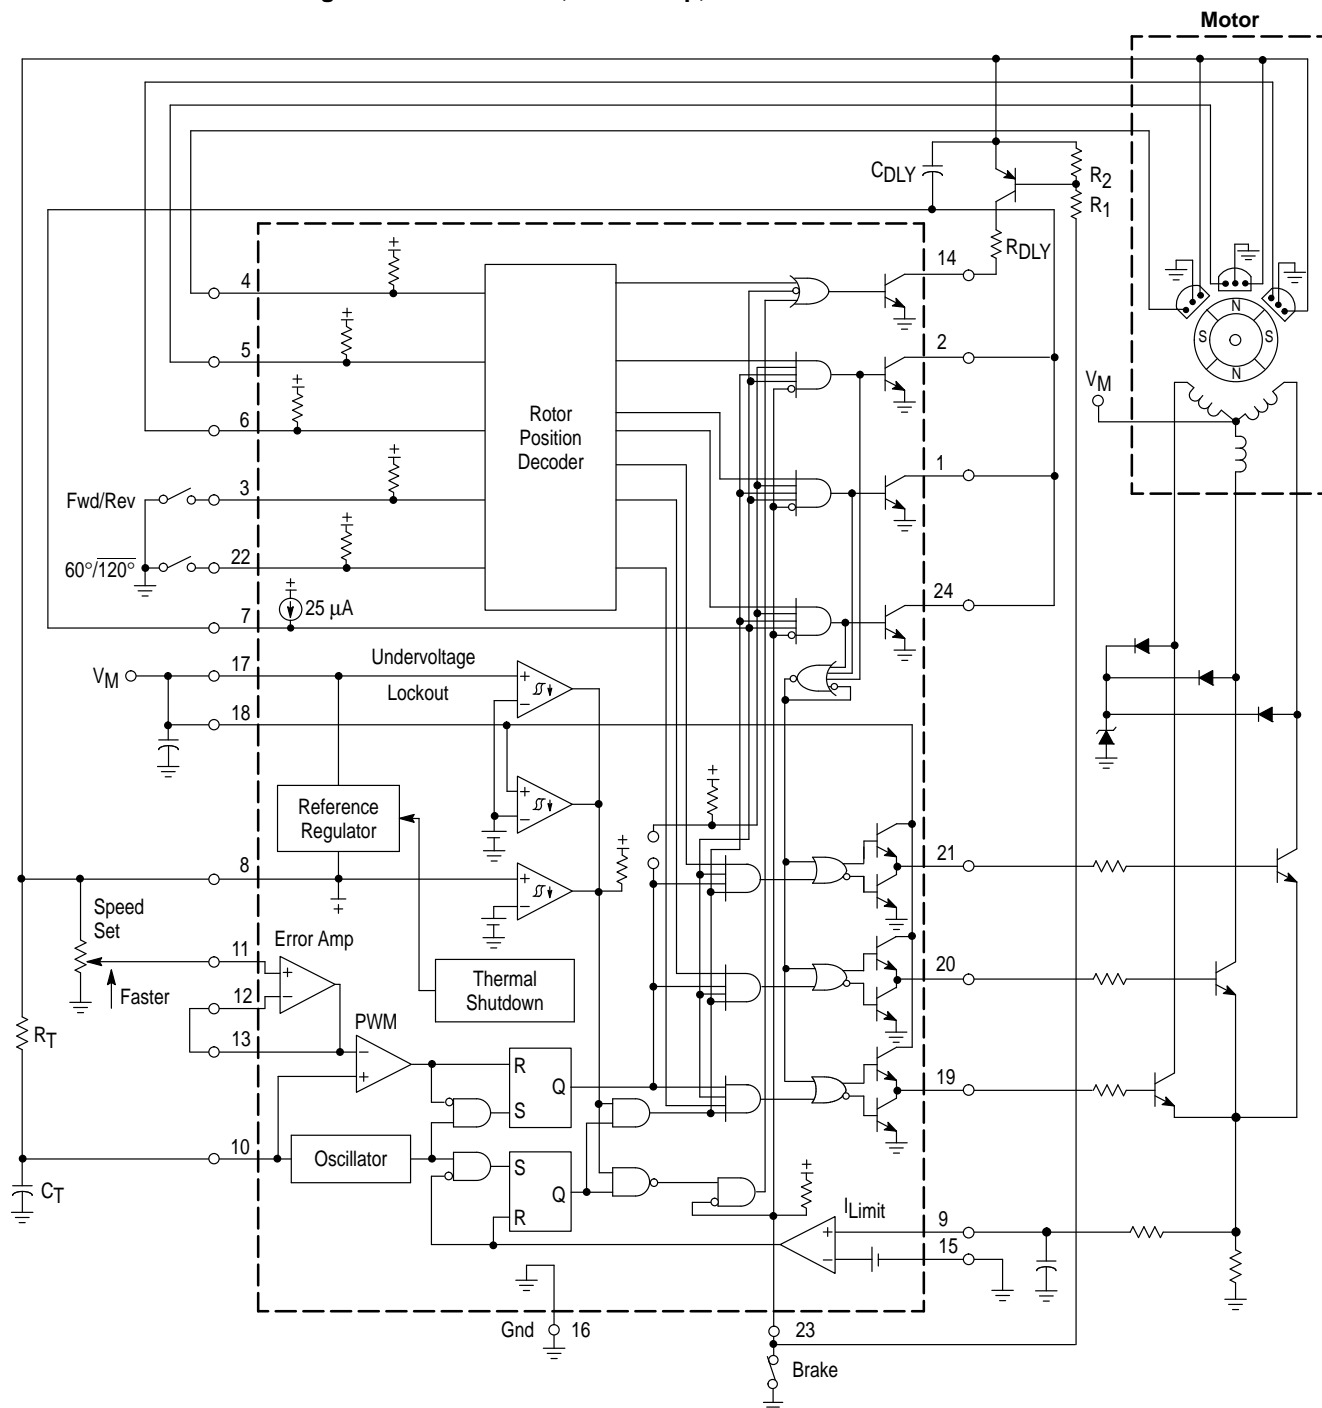 Motor
CDLY
R2
R1
RDLY
14
4
N
S
S
N
2
5
VM
6
Rotor
Position
Decoder
1
Fwd/Rev
3
60°/120°
22
24
25 μA
7
VM
17
Undervoltage
Lockout
18
Reference
Regulator
21
8
Speed
Set
Error Amp
11
Thermal
Shutdown
20
Faster
12
13
RT
PWM
R
Q
S
19
10
Oscillator
S
Q
R
CT
ILimit
9
15
Gnd
16
23
Brake